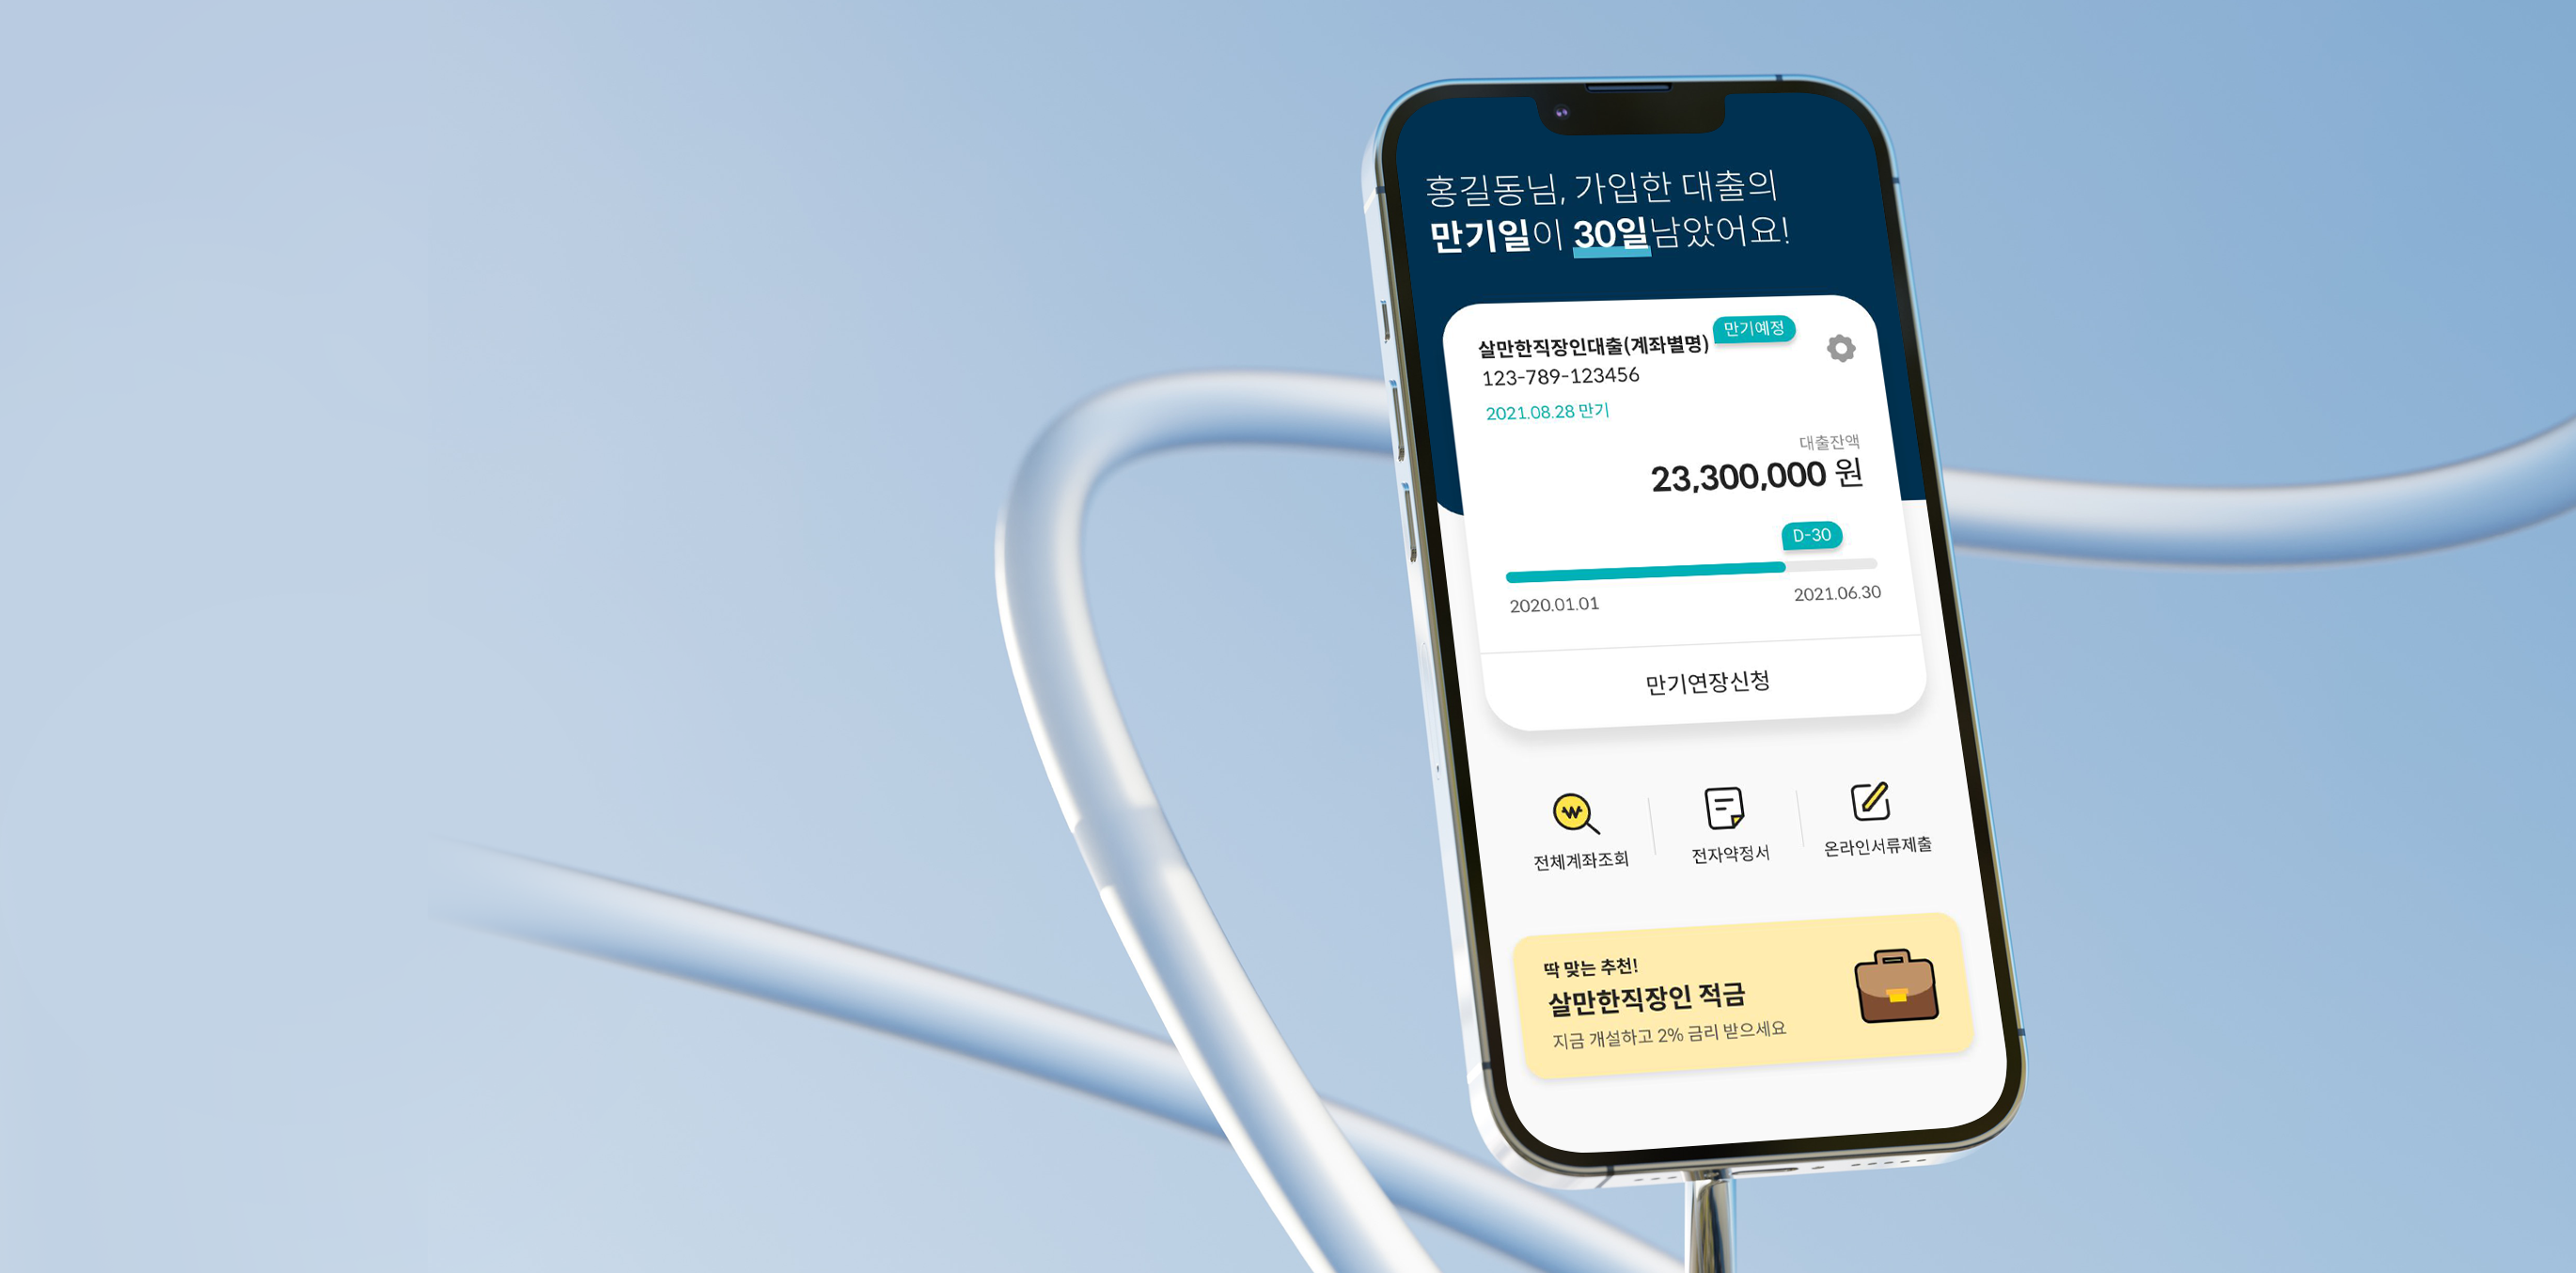 홍길동님, 가입한 대출의
만기일이 30일남았어요!
만기예정
살만한직장인대출(계좌별명)
123-789-123456
2021.08.28 만기
대출잔액
23,300,000 원
D-30
2020.01.01
2021.06.30
만기연장신청
전체계좌조회
전자약정서
온라인서류제출
딱 맞는 추천!
살만한직장인 적금
지금 개설하고 2% 금리 받으세요